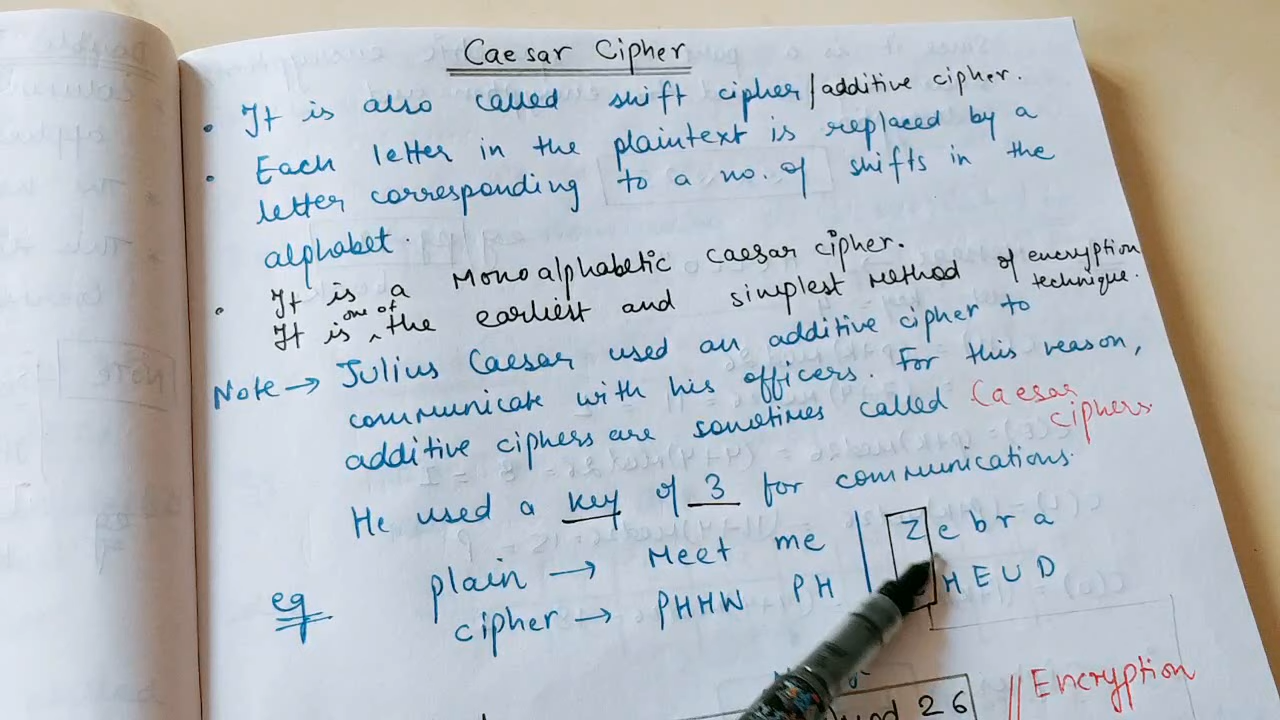 Caesar Cipher
• It is also called shift cipher/additive cipher.
• Each letter in the plaintext is replaced by a
letter corresponding to a no. of shifts in the
alphabet.
• It is a Monoalphabetic caesar cipher.
It is one of the earliest and simplest method of encryption technique.
Note → Julius Caesar used an additive cipher to
communicate with his officers. For this reason,
additive ciphers are sometimes called Caesar ciphers
He used a key of 3 for communications.
eg plain → Meet me | Zebra
cipher → PHHW PH | HEUD
mod 26 // Encryption